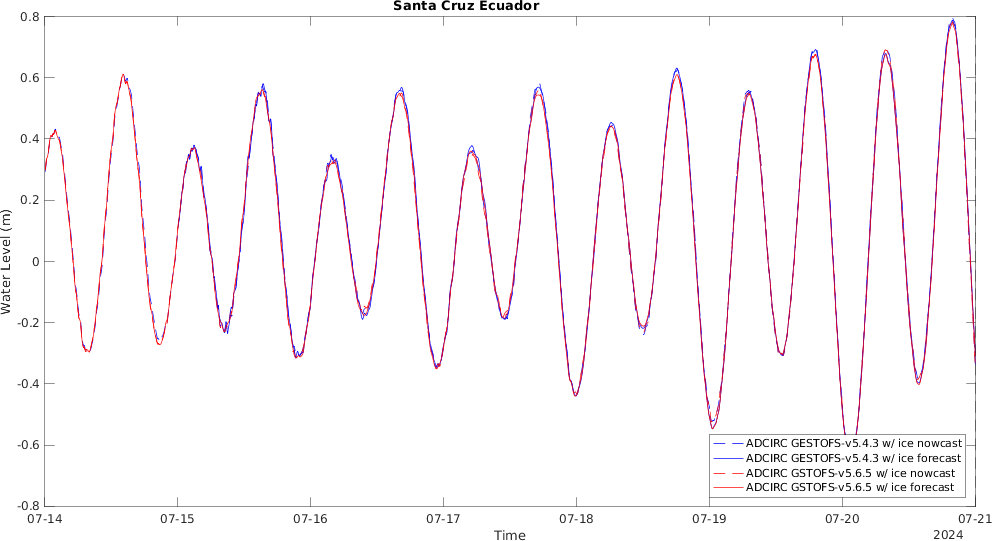 Santa Cruz Ecuador
0.8
0.6
0.4
0.2
0
-0.2
-0.4
-0.6
-0.8
Water Level (m)
ADCIRC GESTOFS-v5.4.3 w/ ice nowcast
ADCIRC GESTOFS-v5.4.3 w/ ice forecast
ADCIRC GSTOFS-v5.6.5 w/ ice nowcast
ADCIRC GSTOFS-v5.6.5 w/ ice forecast
07-14 07-15 07-16 07-17 07-18 07-19 07-20 07-21
Time
2024